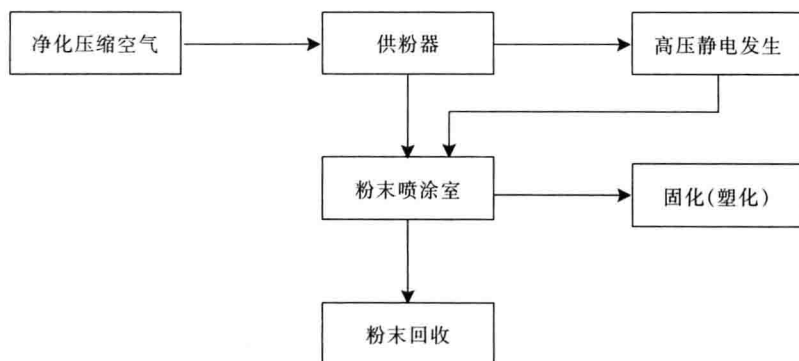 净化压缩空气
供粉器
高压静电发生
粉末喷涂室
固化(塑化)
粉末回收